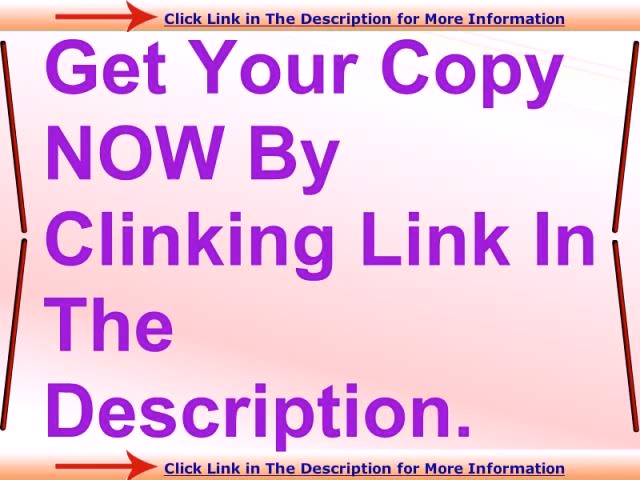 Click Link in The Description for More Information
Get Your Copy
NOW By
Clinking Link In
The
Description.
Click Link in The Description for More Information